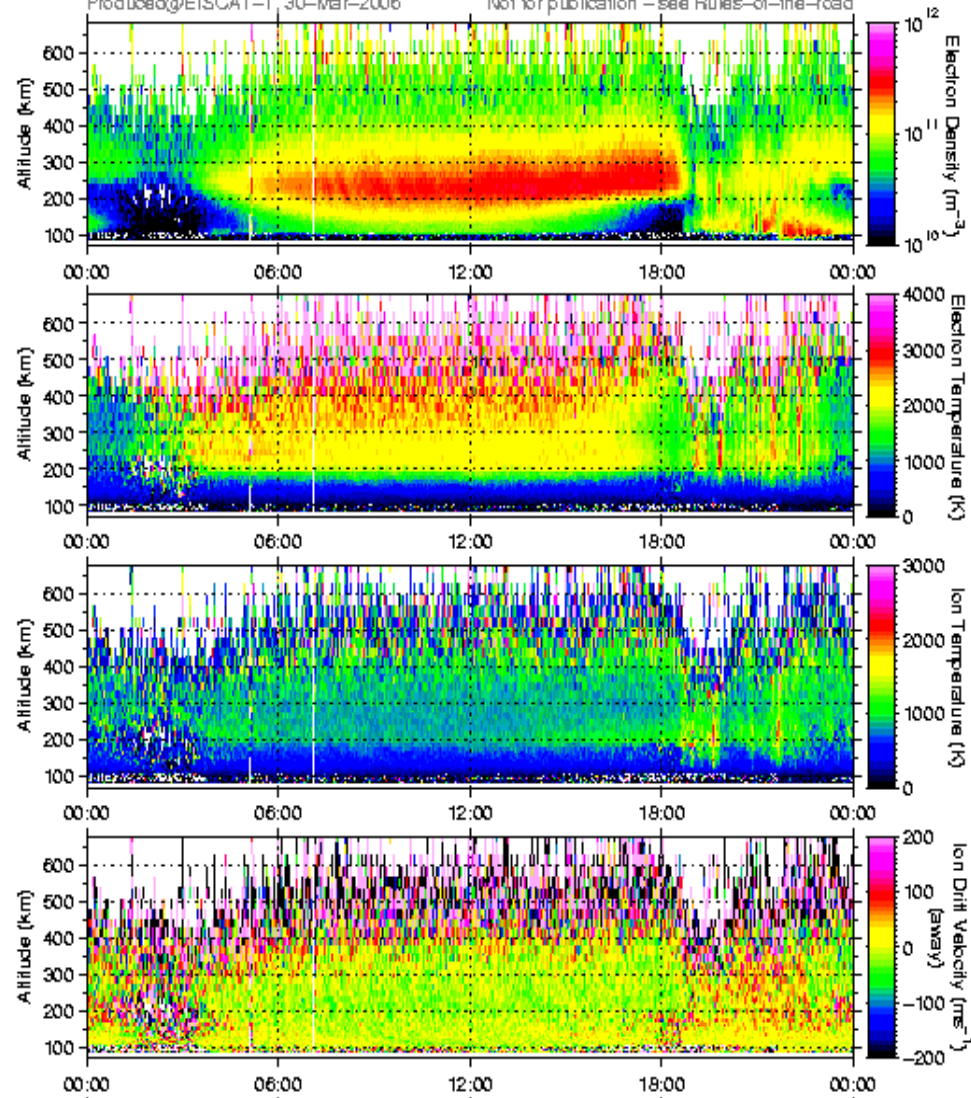 Produced@EISCAT-T, 30-Mar-2006 Not for publication - see Rules-of-the-road
600
500
400
300
200
100
Altitude (km)
00:00 06:00 12:00 18:00 00:00
10^12
10^11
10^10
Electron Density (m^-3)
600
500
400
300
200
100
Altitude (km)
00:00 06:00 12:00 18:00 00:00
4000
3000
2000
1000
0
Electron Temperature (K)
600
500
400
300
200
100
Altitude (km)
00:00 06:00 12:00 18:00 00:00
3000
2000
1000
0
Ion Temperature (K)
600
500
400
300
200
100
Altitude (km)
00:00 06:00 12:00 18:00 00:00
200
100
0
-100
-200
Ion Drift Velocity (ms^-1)
(away)